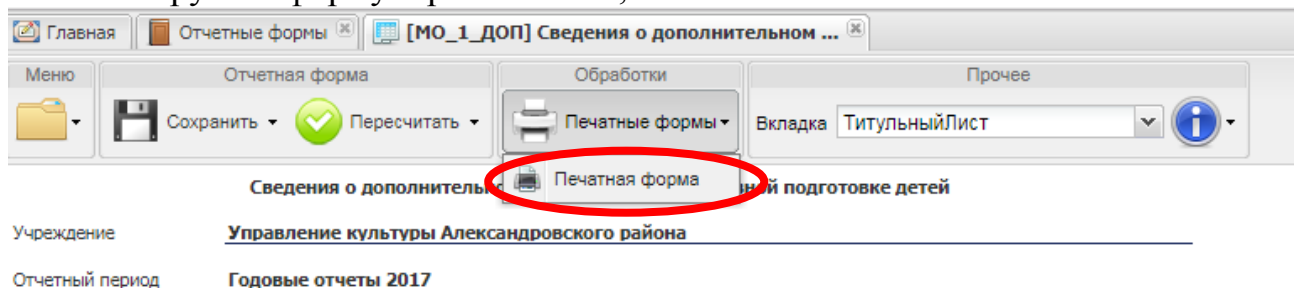 форму
Главная Отчетные формы [МО_1_ДОП] Сведения о дополнительном ...
Меню Отчетная форма Обработки Прочее
Сохранить Пересчитать Печатные формы Вкладка ТитульныйЛист
Печатная форма
Сведения о дополнительн ной подготовке детей
Учреждение Управление культуры Александровского района
Отчетный период Годовые отчеты 2017